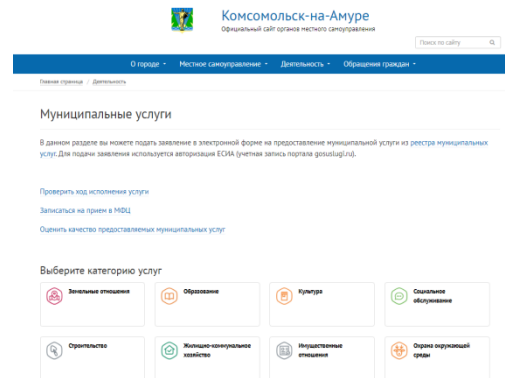 Комсомольск-на-Амуре
Официальный сайт органов местного самоуправления
Поиск по сайту
О городе Местное самоуправление Деятельность Обращения граждан
Главная страница / Деятельность
Муниципальные услуги
В данном разделе вы можете подать заявление в электронной форме на предоставление муниципальной услуги из реестра муниципальных
услуг. Для подачи заявления используется авторизация ЕСИА (учетная запись портала gosuslugi.ru).
Проверить ход исполнения услуги
Записаться на прием в МФЦ
Оценить качество предоставляемых муниципальных услуг
Выберите категорию услуг
Земельные отношения
Образование
Культура
Социальное
обслуживание
Строительство
Жилищно-коммунальное
хозяйство
Имущественные
отношения
Охрана окружающей
среды